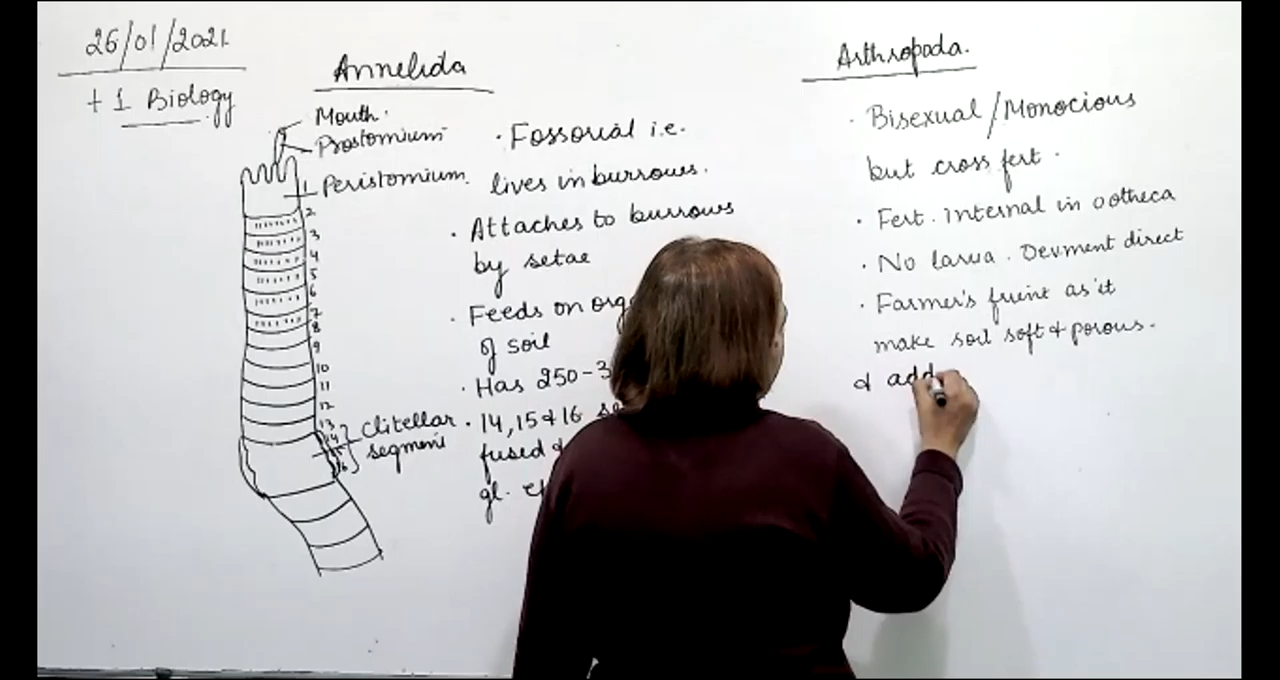 26/01/2021
+1 Biology
Annelida
Mouth.
Prostomium
Peristomium.
1
2
3
4
5
6
7
8
9
10
11
12
13
14
15
16
Clitellar
segment
· Fossorial i.e.
lives in burrows.
· Attaches to burrows
by setae
· Feeds on
of soil
· Has 250-3
· 14, 15 & 16
fused &
gl.
Arthropoda.
· Bisexual/Monocious
but cross fert.
· Fert. Internal in ootheca
· No larva. Devment direct
· Farmer's frient as it
make soil soft & porous.
& add